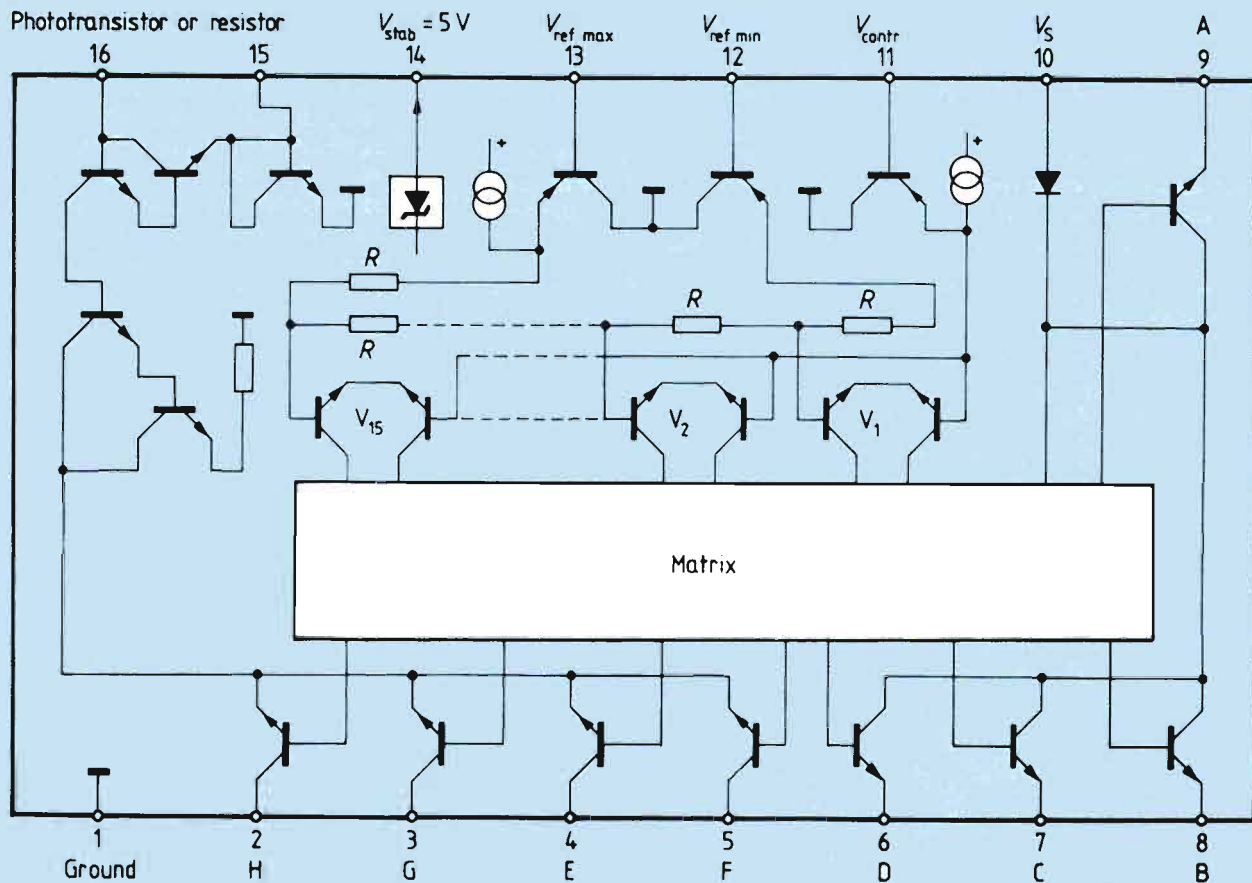 Phototransistor or resistor V_stab = 5 V V_ref max V_ref min V_contr V_S A
16 15 14 13 12 11 10 9
+ +
R
R R
R
V_15 V_2 V_1
Matrix
1 2 3 4 5 6 7 8
Ground H G E F D C B